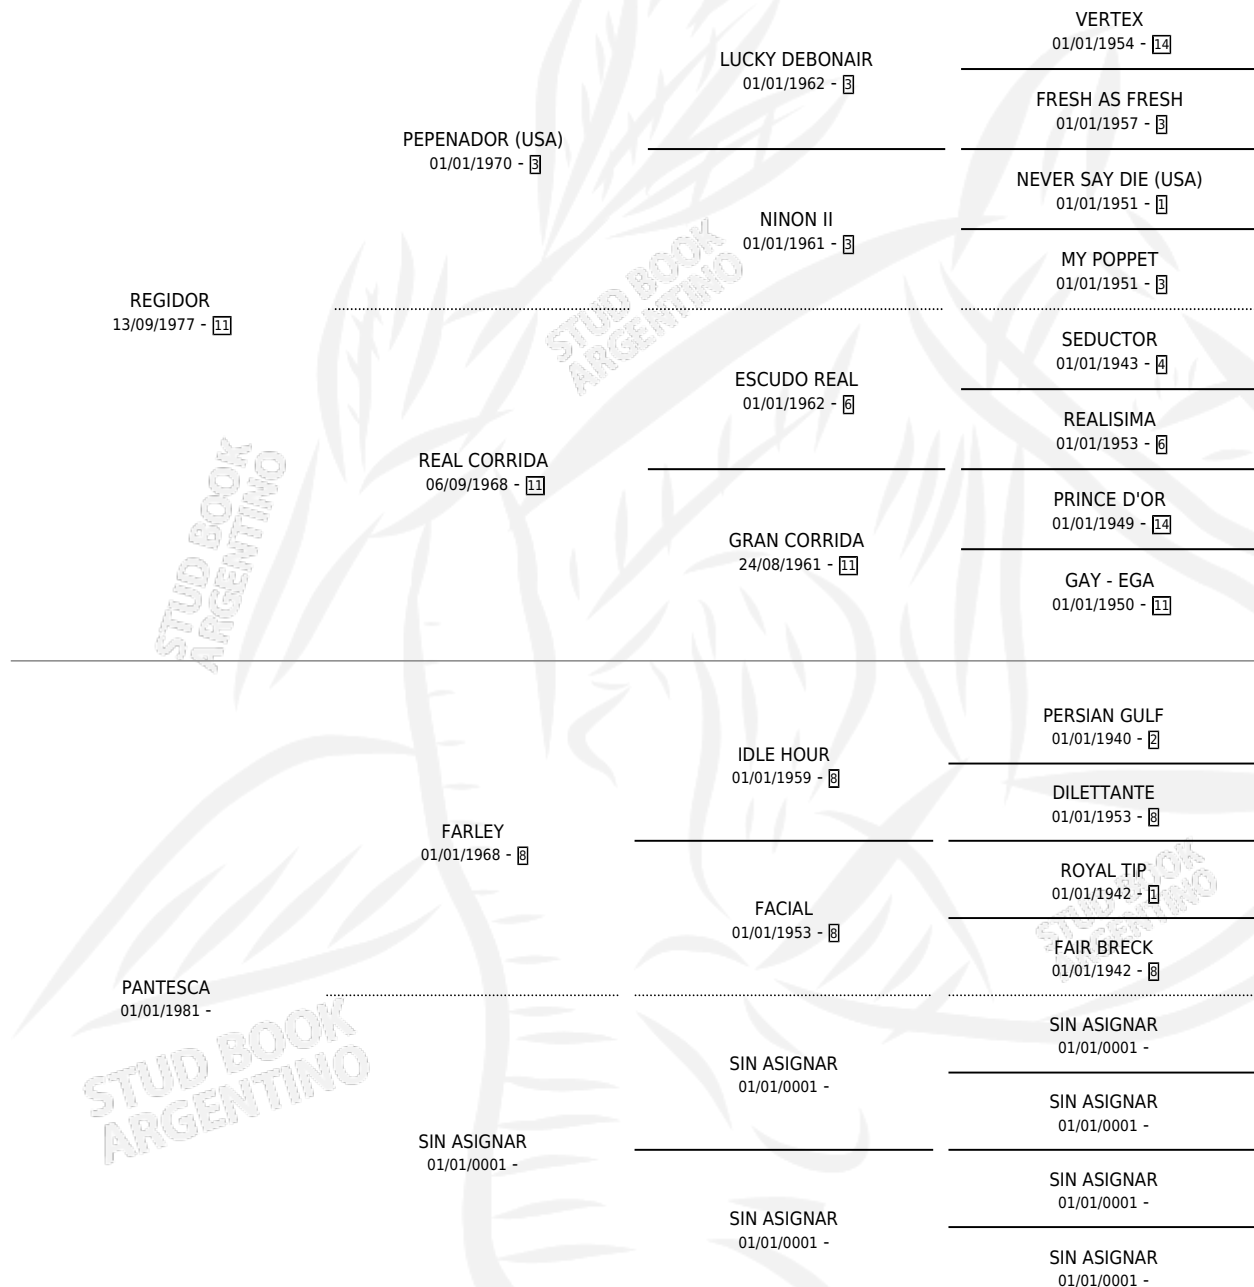 VERTEX
01/01/1954 - 14
LUCKY DEBONAIR
01/01/1962 - 3
FRESH AS FRESH
01/01/1957 - 3
PEPENADOR (USA)
01/01/1970 - 3
NEVER SAY DIE (USA)
01/01/1951 - 1
NINON II
01/01/1961 - 3
MY POPPET
01/01/1951 - 3
REGIDOR
13/09/1977 - 11
STUD BOOK
ARGENTINO
SEDUCTOR
01/01/1943 - 4
ESCUDO REAL
01/01/1962 - 6
REALISIMA
01/01/1953 - 6
REAL CORRIDA
06/09/1968 - 11
PRINCE D'OR
01/01/1949 - 14
GRAN CORRIDA
24/08/1961 - 11
GAY - EGA
01/01/1950 - 11
STUD BOOK
ARGENTINO
PERSIAN GULF
01/01/1940 - 2
IDLE HOUR
01/01/1959 - 8
DILETTANTE
01/01/1953 - 8
FARLEY
01/01/1968 - 8
ROYAL TIP
01/01/1942 - 1
FACIAL
01/01/1953 - 8
FAIR BRECK
01/01/1942 - 8
STUD BOOK
ARGENTINO
PANTESCA
01/01/1981 -
SIN ASIGNAR
01/01/0001 -
SIN ASIGNAR
01/01/0001 -
SIN ASIGNAR
01/01/0001 -
STUD BOOK
ARGENTINO
SIN ASIGNAR
01/01/0001 -
SIN ASIGNAR
01/01/0001 -
SIN ASIGNAR
01/01/0001 -
SIN ASIGNAR
01/01/0001 -